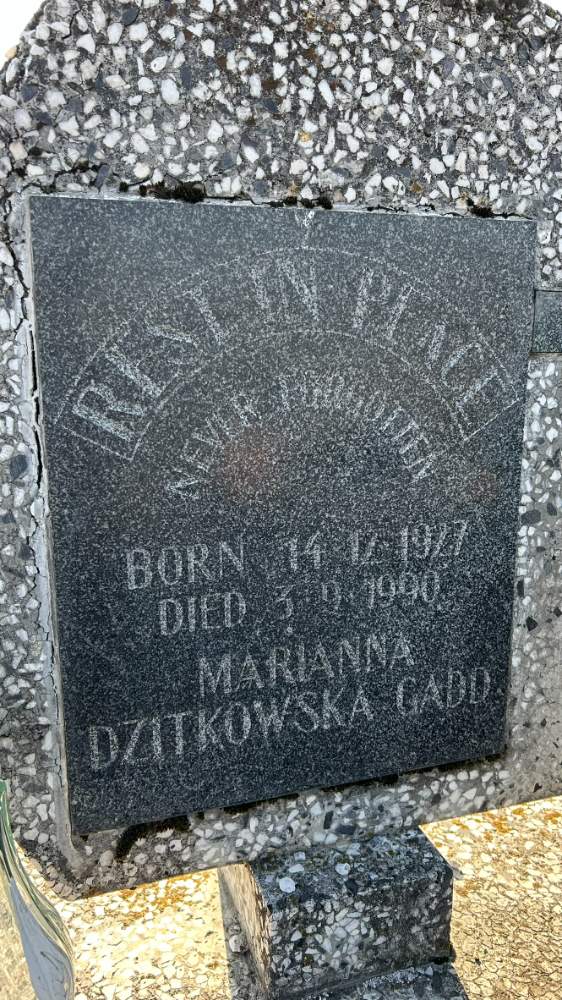 REST IN PEACE
NEVER FORGOTTEN
BORN 14 12 1927
DIED 3 9 1990
MARIANNA
DZITKOWSKA GADD